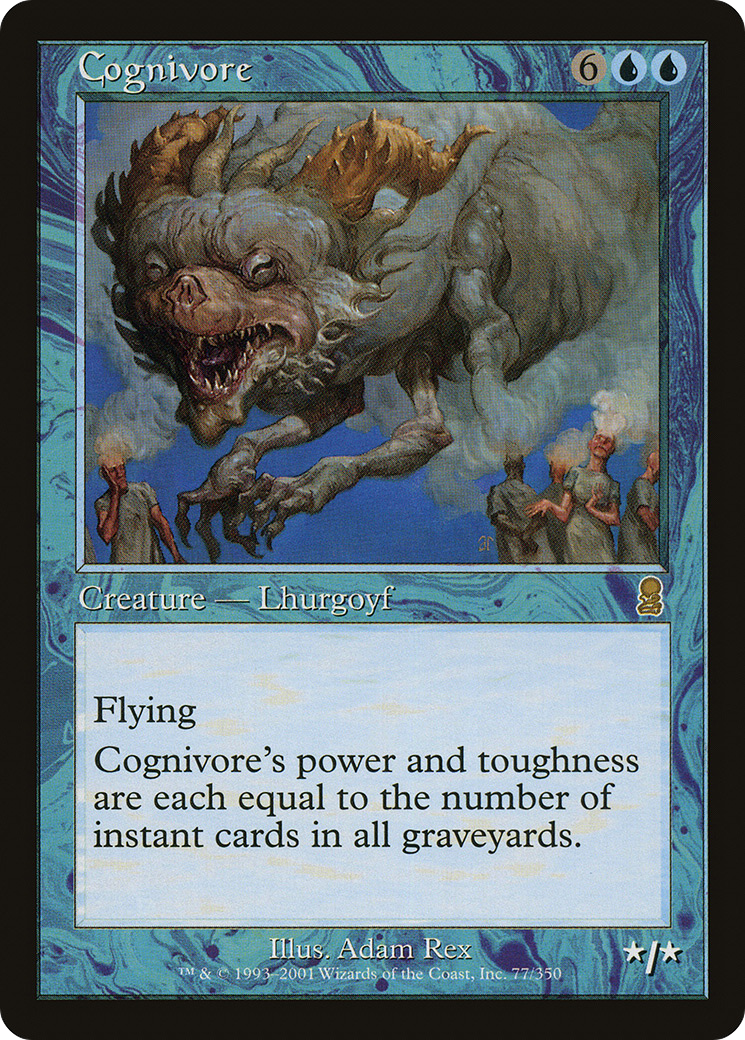 Cognivore 6
Creature — Lhurgoyf
Flying
Cognivore's power and toughness
are each equal to the number of
instant cards in all graveyards.
Illus. Adam Rex
™ & © 1993–2001 Wizards of the Coast, Inc. 77/350
★/★